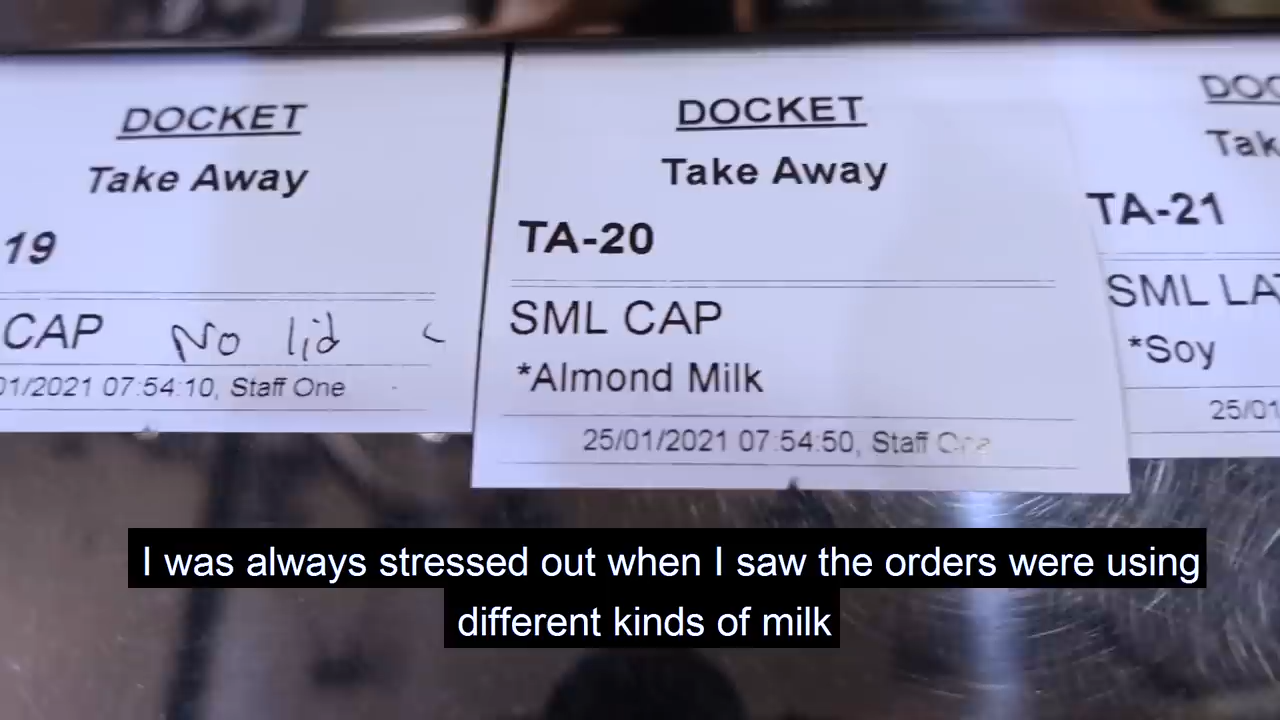 DOCKET
Take Away
19
CAP No lid
01/2021 07:54:10, Staff One
DOCKET
Take Away
TA-20
SML CAP
*Almond Milk
25/01/2021 07:54:50, Staff One
TA-21
SML
*Soy
25/01
I was always stressed out when I saw the orders were using
different kinds of milk